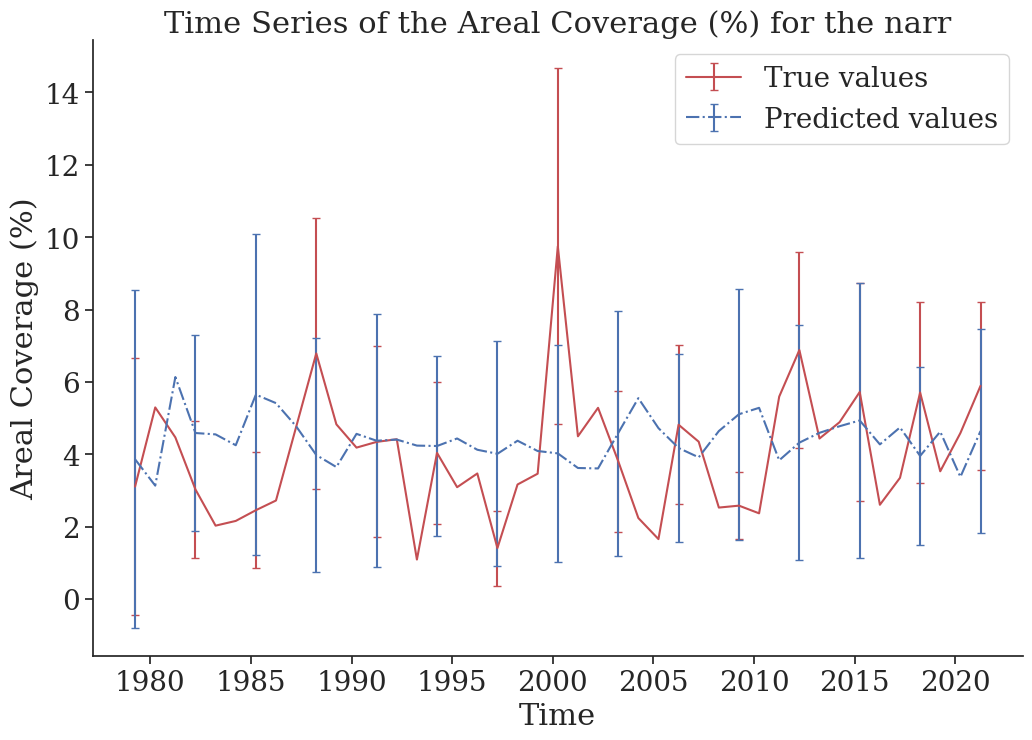 Time Series of the Areal Coverage (%) for the narr
True values
Predicted values
Areal Coverage (%)
14
12
10
8
6
4
2
0
1980 1985 1990 1995 2000 2005 2010 2015 2020
Time